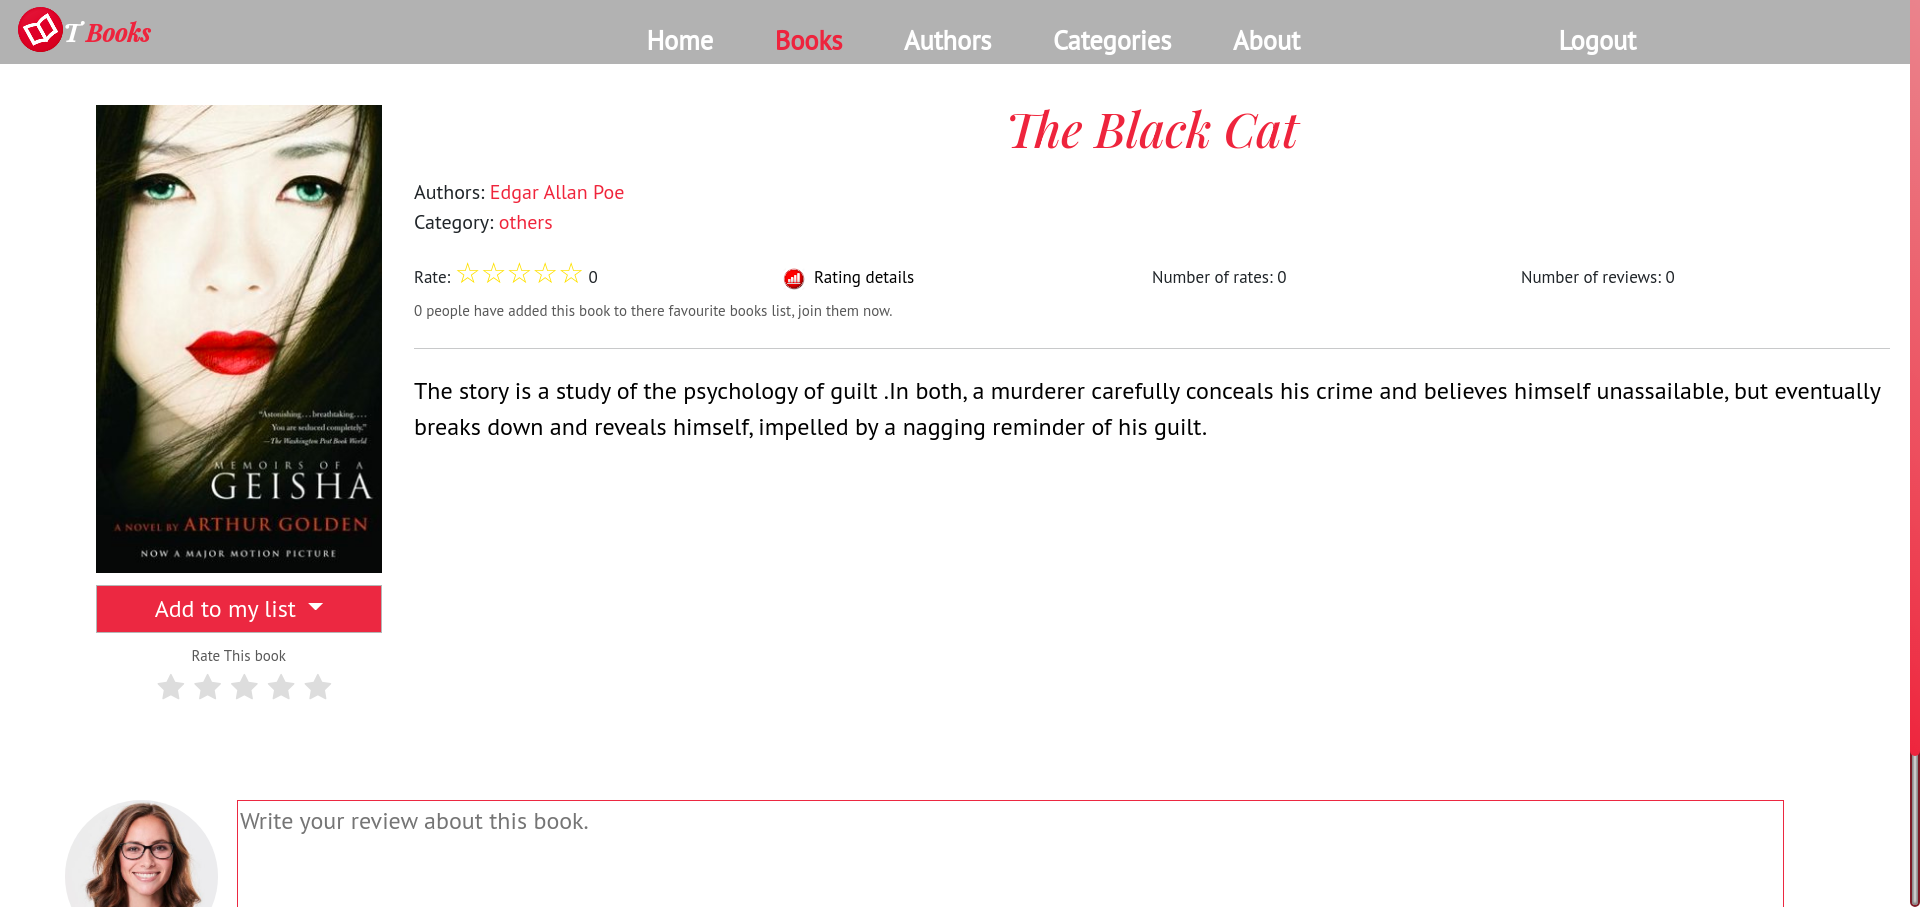 T Books
Home Books Authors Categories About Logout
The Black Cat
Authors: Edgar Allan Poe
Category: others
Rate: 0 Rating details Number of rates: 0 Number of reviews: 0
0 people have added this book to there favourite books list, join them now.
The story is a study of the psychology of guilt .In both, a murderer carefully conceals his crime and believes himself unassailable, but eventually
breaks down and reveals himself, impelled by a nagging reminder of his guilt.
"Astonishing . . . breathtaking. . . .
You are seduced completely."
—The Washington Post Book World
MEMOIRS OF A
GEISHA
A NOVEL BY ARTHUR GOLDEN
NOW A MAJOR MOTION PICTURE
Add to my list
Rate This book
Write your review about this book.